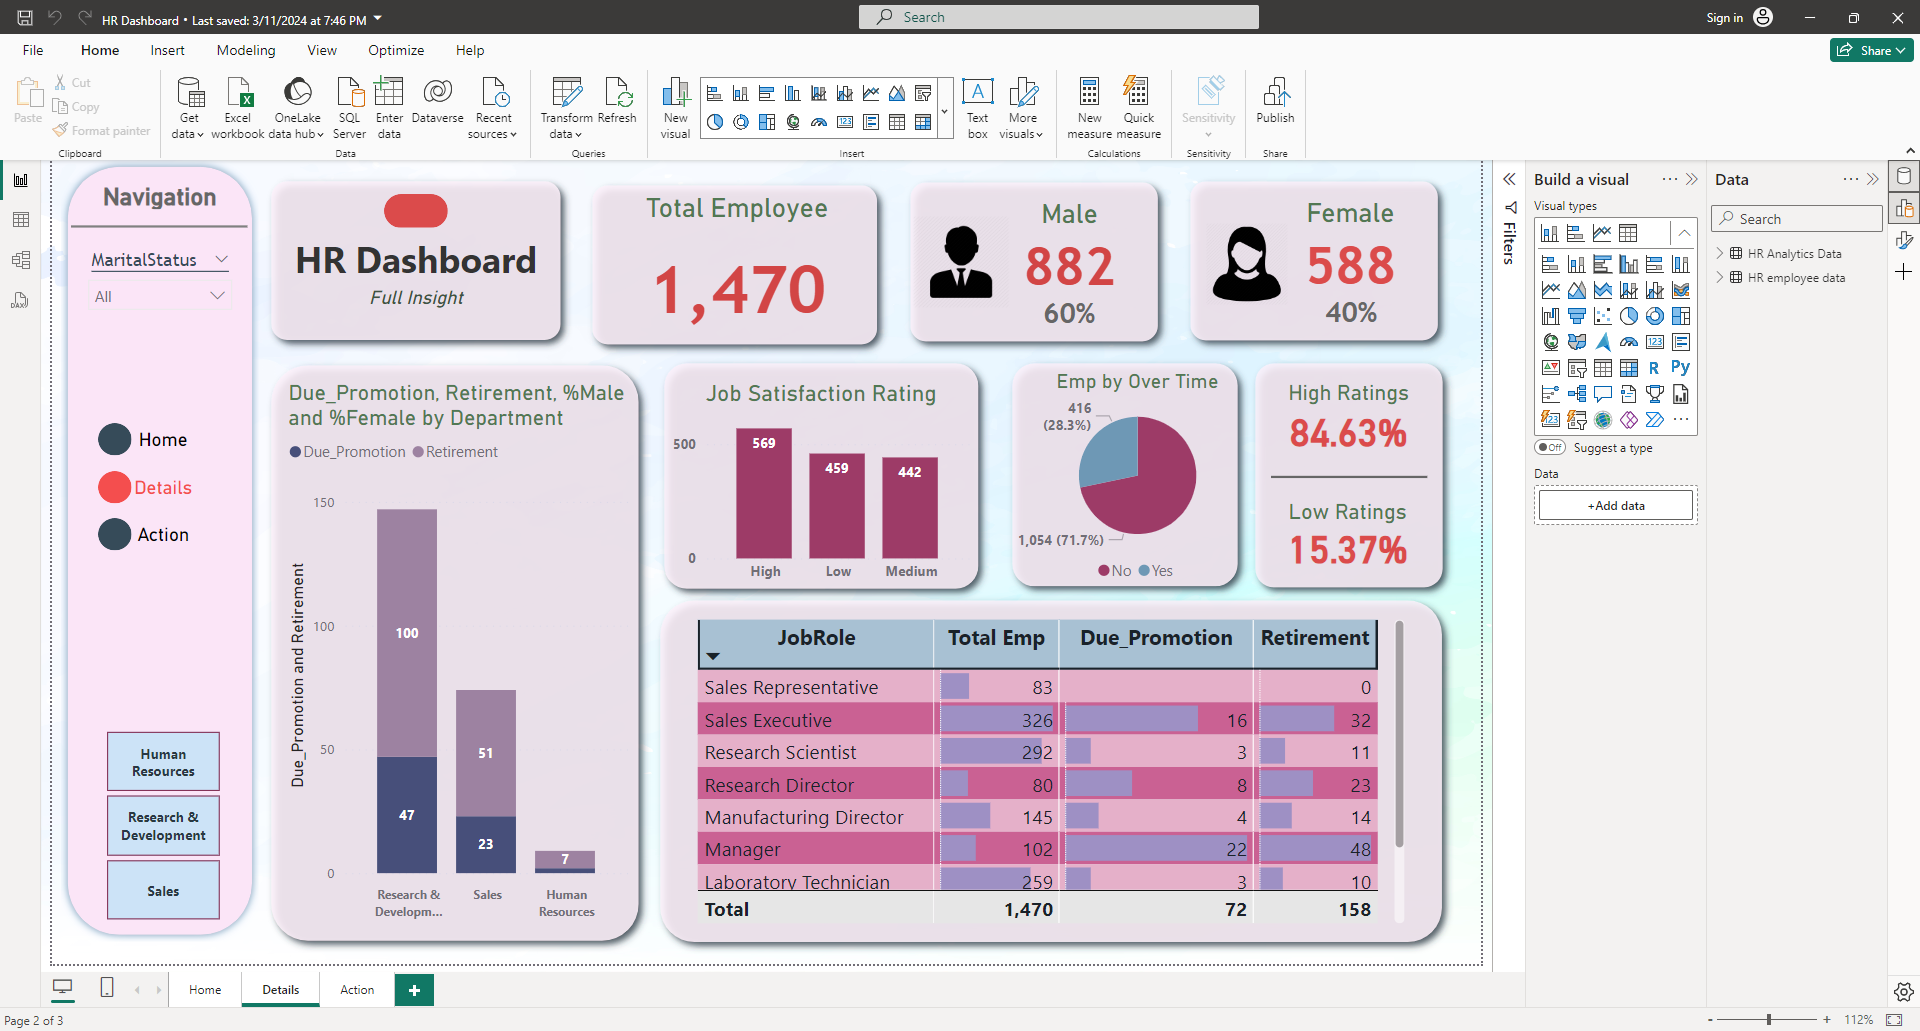 HR Dashboard • Last saved: 3/11/2024 at 7:46 PM
Search
Sign in
File
Home
Insert
Modeling
View
Optimize
Help
Share
Paste
Cut
Copy
Format painter
Clipboard
Get data
Excel workbook
OneLake data hub
SQL Server
Enter data
Dataverse
Recent sources
Data
Transform data
Refresh
Queries
New visual
Text box
More visuals
Insert
New measure
Quick measure
Calculations
Sensitivity
Sensitivity
Publish
Share
Navigation
MaritalStatus
All
Home
Details
Action
Human Resources
Research & Development
Sales
HR Dashboard
Full Insight
Total Employee
1,470
Male
882
60%
Female
588
40%
Due_Promotion, Retirement, %Male
and %Female by Department
Due_Promotion
Retirement
Due_Promotion and Retirement
150
100
50
0
100
47
51
23
7
Research & Developm...
Sales
Human Resources
Job Satisfaction Rating
500
0
569
459
442
High
Low
Medium
Emp by Over Time
416
(28.3%)
1,054 (71.7%)
No
Yes
High Ratings
84.63%
Low Ratings
15.37%
JobRole Total Emp Due_Promotion Retirement
Sales Representative 83 0
Sales Executive 326 16 32
Research Scientist 292 3 11
Research Director 80 8 23
Manufacturing Director 145 4 14
Manager 102 22 48
Laboratory Technician 259 3 10
Total 1,470 72 158
Filters
Build a visual
Visual types
R
Py
123
Off
Suggest a type
Data
+Add data
Data
Search
HR Analytics Data
HR employee data
Home
Details
Action
Page 2 of 3
112%